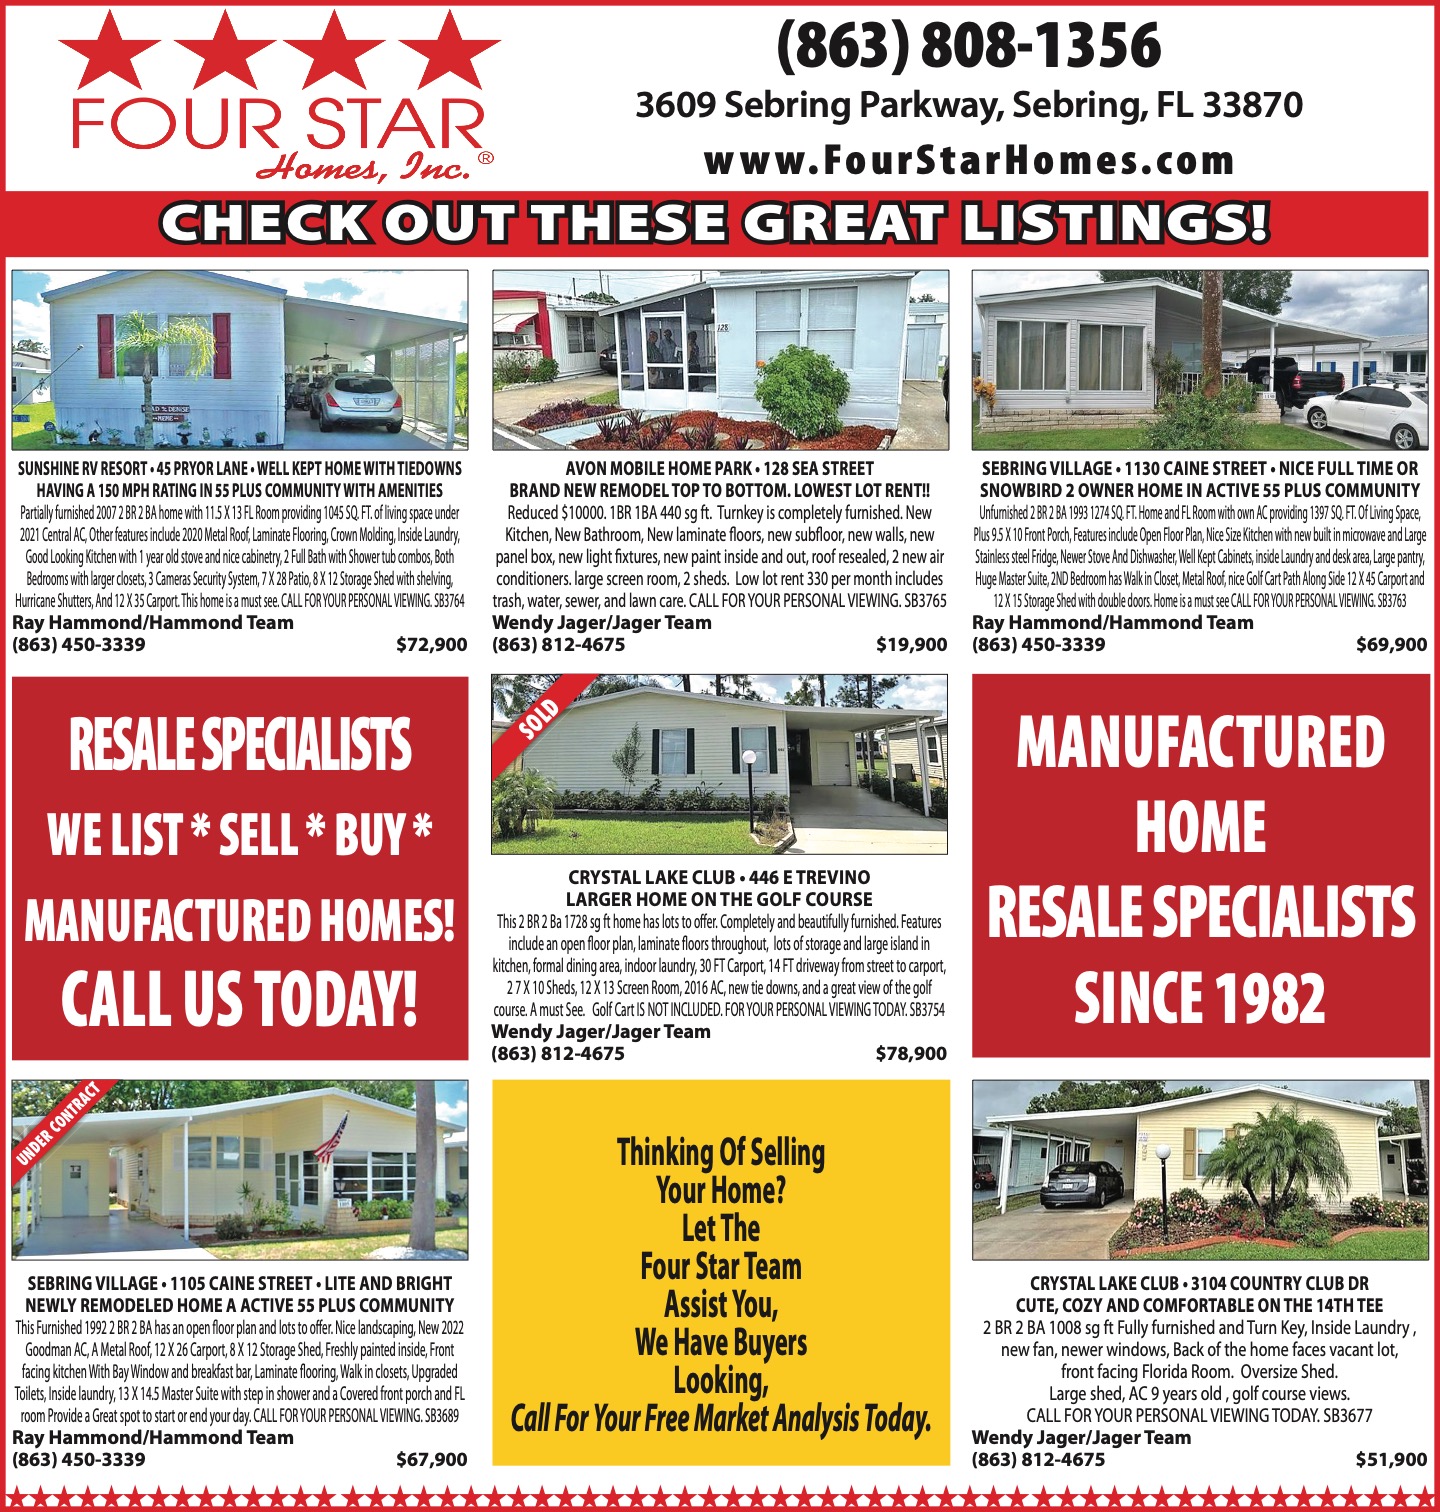 FOUR STAR
Homes, Inc.®
(863) 808-1356
3609 Sebring Parkway, Sebring, FL 33870
www.FourStarHomes.com
CHECK OUT THESE GREAT LISTINGS!
SUNSHINE RV RESORT • 45 PRYOR LANE • WELL KEPT HOME WITH TIEDOWNS
HAVING A 150 MPH RATING IN 55 PLUS COMMUNITY WITH AMENITIES
Partially furnished 2007 2 BR 2 BA home with 11.5 X 13 FL Room providing 1045 SQ. FT. of living space under
2021 Central AC, Other features include 2020 Metal Roof, Laminate Flooring, Crown Molding, Inside Laundry,
Good Looking Kitchen with 1 year old stove and nice cabinetry, 2 Full Bath with Shower tub combos, Both
Bedrooms with larger closets, 3 Cameras Security System, 7 X 28 Patio, 8 X 12 Storage Shed with shelving,
Hurricane Shutters, And 12 X 35 Carport. This home is a must see. CALL FOR YOUR PERSONAL VIEWING. SB3764
Ray Hammond/Hammond Team
(863) 450-3339 $72,900
128
AVON MOBILE HOME PARK • 128 SEA STREET
BRAND NEW REMODEL TOP TO BOTTOM. LOWEST LOT RENT!!
Reduced $10000. 1BR 1BA 440 sq ft. Turnkey is completely furnished. New
Kitchen, New Bathroom, New laminate floors, new subfloor, new walls, new
panel box, new light fixtures, new paint inside and out, roof resealed, 2 new air
conditioners. large screen room, 2 sheds. Low lot rent 330 per month includes
trash, water, sewer, and lawn care. CALL FOR YOUR PERSONAL VIEWING. SB3765
Wendy Jager/Jager Team
(863) 812-4675 $19,900
SEBRING VILLAGE • 1130 CAINE STREET • NICE FULL TIME OR
SNOWBIRD 2 OWNER HOME IN ACTIVE 55 PLUS COMMUNITY
Unfurnished 2 BR 2 BA 1993 1274 SQ. FT. Home and FL Room with own AC providing 1397 SQ. FT. Of Living Space,
Plus 9.5 X 10 Front Porch, Features include Open Floor Plan, Nice Size Kitchen with new built in microwave and Large
Stainless steel Fridge, Newer Stove And Dishwasher, Well Kept Cabinets, inside Laundry and desk area, Large pantry,
Huge Master Suite, 2ND Bedroom has Walk in Closet, Metal Roof, nice Golf Cart Path Along Side 12 X 45 Carport and
12 X 15 Storage Shed with double doors. Home is a must see CALL FOR YOUR PERSONAL VIEWING. SB3763
Ray Hammond/Hammond Team
(863) 450-3339 $69,900
RESALE SPECIALISTS
WE LIST * SELL * BUY *
MANUFACTURED HOMES!
CALL US TODAY!
SOLD
CRYSTAL LAKE CLUB • 446 E TREVINO
LARGER HOME ON THE GOLF COURSE
This 2 BR 2 Ba 1728 sq ft home has lots to offer. Completely and beautifully furnished. Features
include an open floor plan, laminate floors throughout, lots of storage and large island in
kitchen, formal dining area, indoor laundry, 30 FT Carport, 14 FT driveway from street to carport,
2 7 X 10 Sheds, 12 X 13 Screen Room, 2016 AC, new tie downs, and a great view of the golf
course. A must See. Golf Cart IS NOT INCLUDED. FOR YOUR PERSONAL VIEWING TODAY. SB3754
Wendy Jager/Jager Team
(863) 812-4675 $78,900
MANUFACTURED
HOME
RESALE SPECIALISTS
SINCE 1982
UNDER CONTRACT
SEBRING VILLAGE • 1105 CAINE STREET • LITE AND BRIGHT
NEWLY REMODELED HOME A ACTIVE 55 PLUS COMMUNITY
This Furnished 1992 2 BR 2 BA has an open floor plan and lots to offer. Nice landscaping, New 2022
Goodman AC, A Metal Roof, 12 X 26 Carport, 8 X 12 Storage Shed, Freshly painted inside, Front
facing kitchen With Bay Window and breakfast bar, Laminate flooring, Walk in closets, Upgraded
Toilets, Inside laundry, 13 X 14.5 Master Suite with step in shower and a Covered front porch and FL
room Provide a Great spot to start or end your day. CALL FOR YOUR PERSONAL VIEWING. SB3689
Ray Hammond/Hammond Team
(863) 450-3339 $67,900
Thinking Of Selling
Your Home?
Let The
Four Star Team
Assist You,
We Have Buyers
Looking,
Call For Your Free Market Analysis Today.
CRYSTAL LAKE CLUB • 3104 COUNTRY CLUB DR
CUTE, COZY AND COMFORTABLE ON THE 14TH TEE
2 BR 2 BA 1008 sq ft Fully furnished and Turn Key, Inside Laundry ,
new fan, newer windows, Back of the home faces vacant lot,
front facing Florida Room. Oversize Shed.
Large shed, AC 9 years old , golf course views.
CALL FOR YOUR PERSONAL VIEWING TODAY. SB3677
Wendy Jager/Jager Team
(863) 812-4675 $51,900